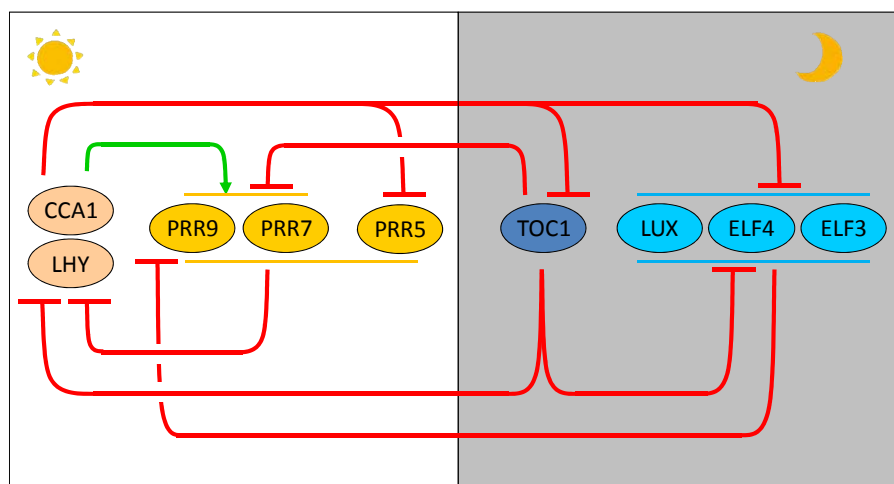 CCA1
LHY
PRR9
PRR7
PRR5
TOC1
LUX
ELF4
ELF3